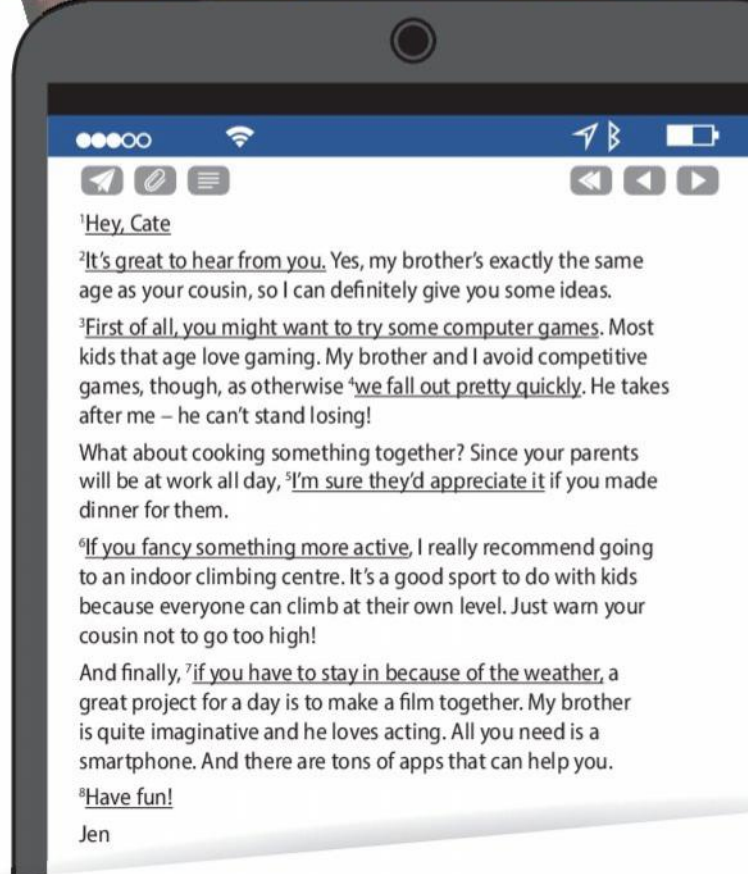 ¹Hey, Cate
²It's great to hear from you. Yes, my brother's exactly the same
age as your cousin, so I can definitely give you some ideas.
³First of all, you might want to try some computer games. Most
kids that age love gaming. My brother and I avoid competitive
games, though, as otherwise ⁴we fall out pretty quickly. He takes
after me – he can't stand losing!
What about cooking something together? Since your parents
will be at work all day, ⁵I'm sure they'd appreciate it if you made
dinner for them.
⁶If you fancy something more active, I really recommend going
to an indoor climbing centre. It's a good sport to do with kids
because everyone can climb at their own level. Just warn your
cousin not to go too high!
And finally, ⁷if you have to stay in because of the weather, a
great project for a day is to make a film together. My brother
is quite imaginative and he loves acting. All you need is a
smartphone. And there are tons of apps that can help you.
⁸Have fun!
Jen